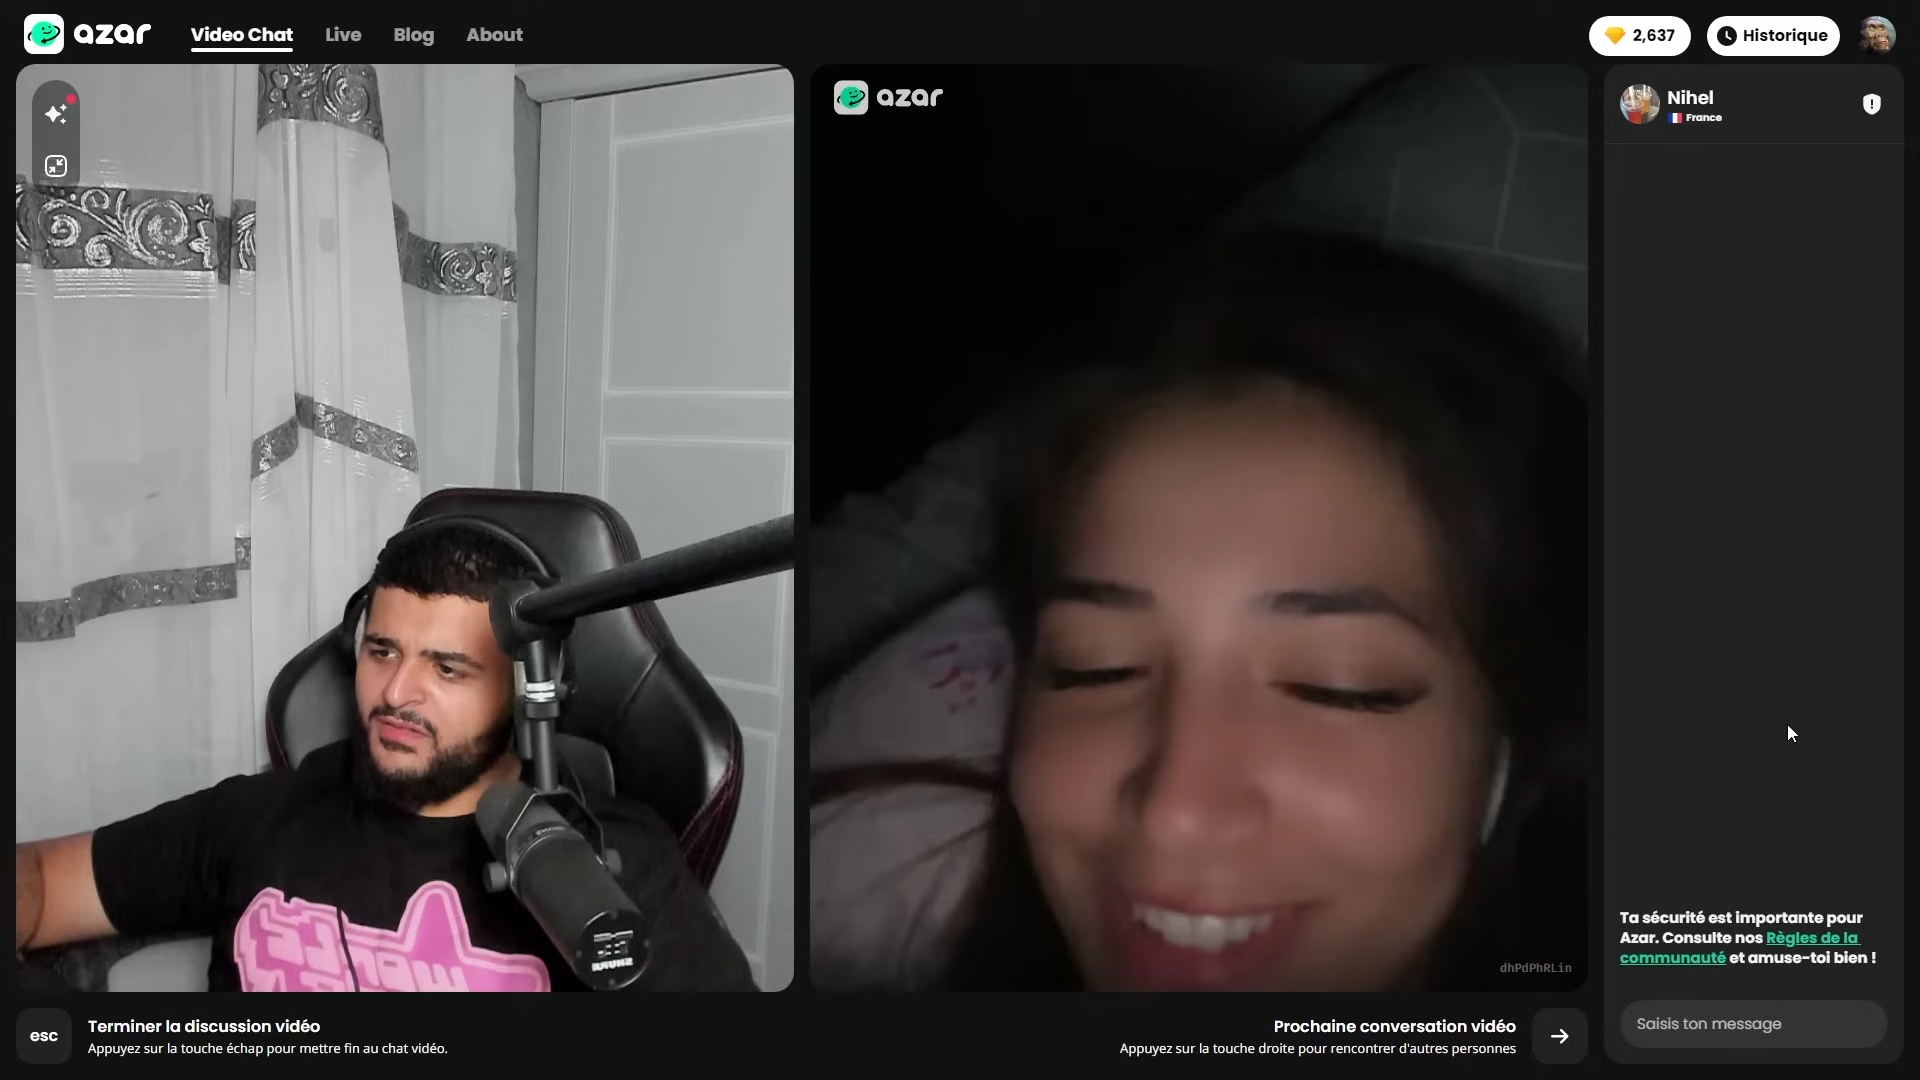 azar
Video Chat
Live
Blog
About
2,637
Historique
azar
Nihel
France
Ta sécurité est importante pour
Azar. Consulte nos Règles de la
communauté et amuse-toi bien !
Saisis ton message
dhPdPhRLin
esc
Terminer la discussion vidéo
Appuyez sur la touche échap pour mettre fin au chat vidéo.
Prochaine conversation vidéo
Appuyez sur la touche droite pour rencontrer d'autres personnes